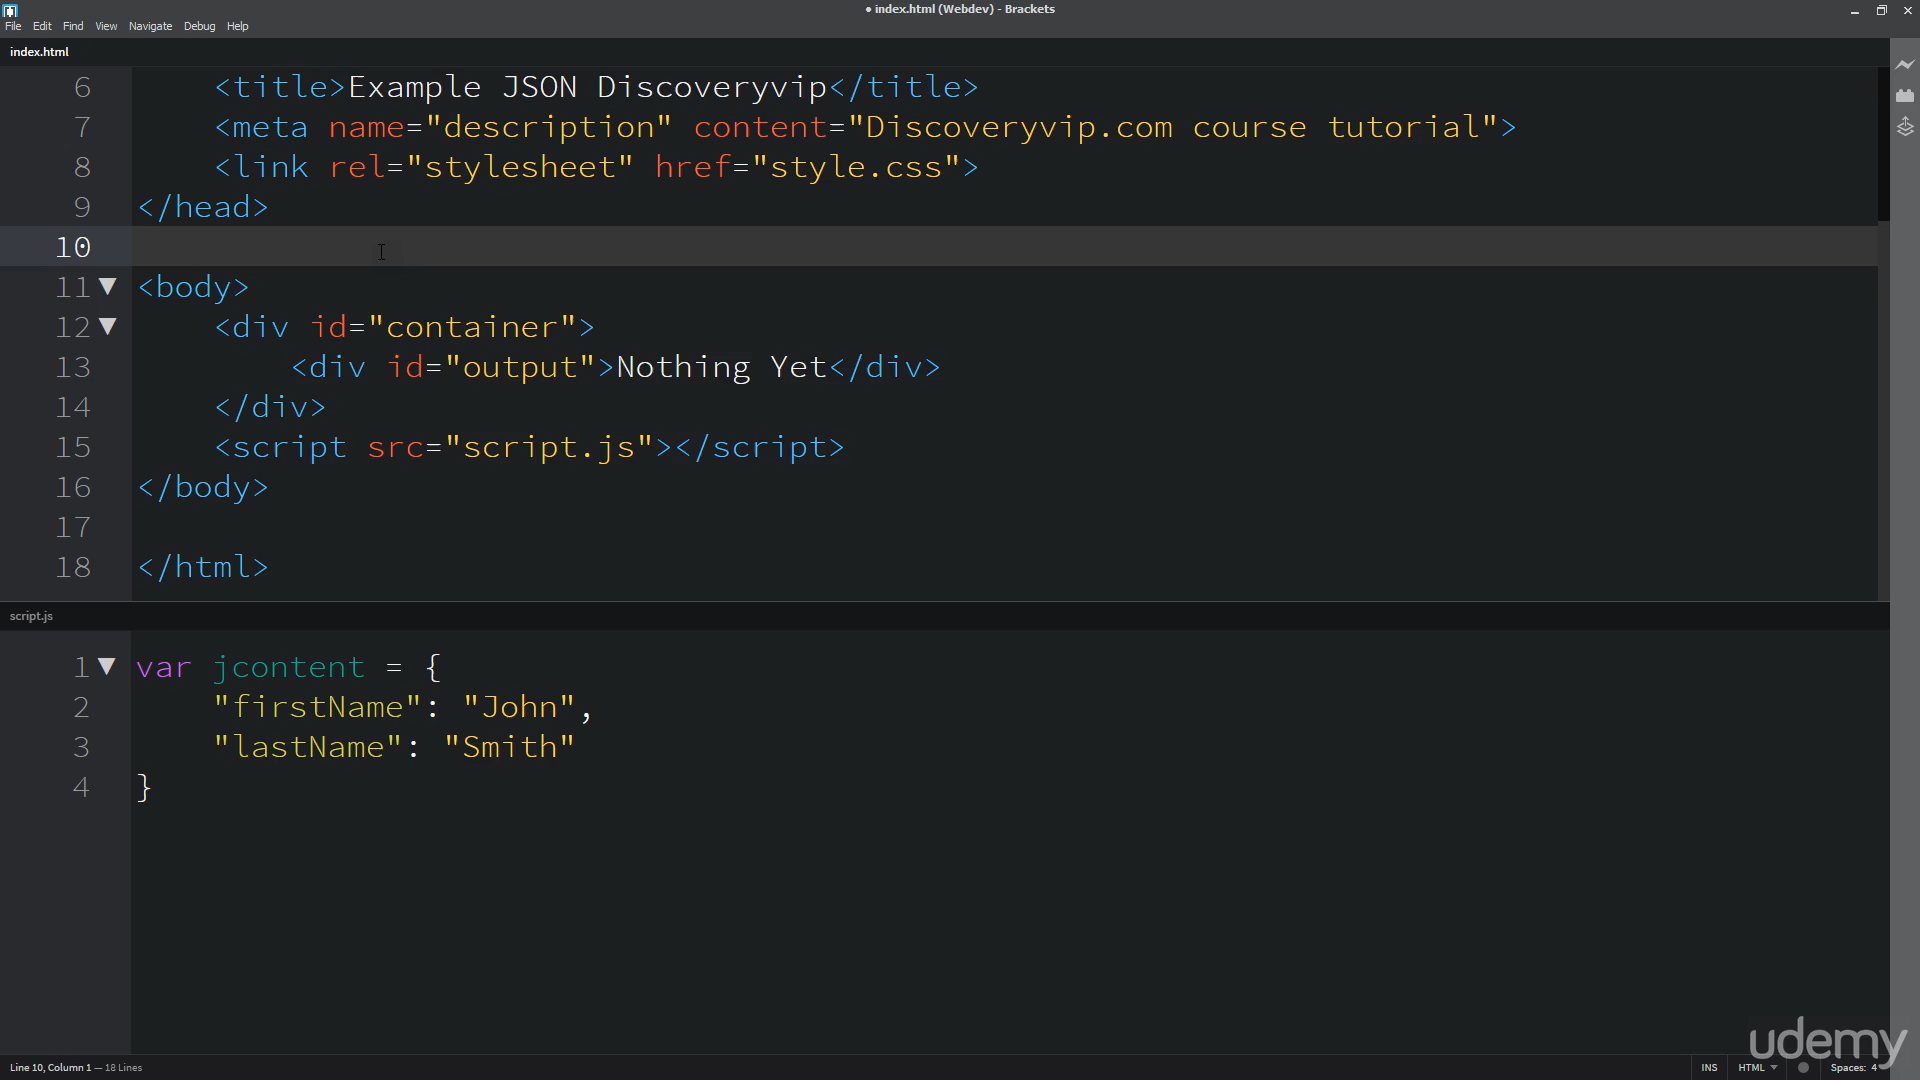 • index.html (Webdev) - Brackets
File Edit Find View Navigate Debug Help
index.html
6 <title>Example JSON Discoveryvip</title>
7 <meta name="description" content="Discoveryvip.com course tutorial">
8 <link rel="stylesheet" href="style.css">
9 </head>
10
11 <body>
12 <div id="container">
13 <div id="output">Nothing Yet</div>
14 </div>
15 <script src="script.js"></script>
16 </body>
17
18 </html>
script.js
1 var jcontent = {
2 "firstName": "John",
3 "lastName": "Smith"
4 }
udemy
Line 10, Column 1 — 18 Lines INS HTML Spaces: 4